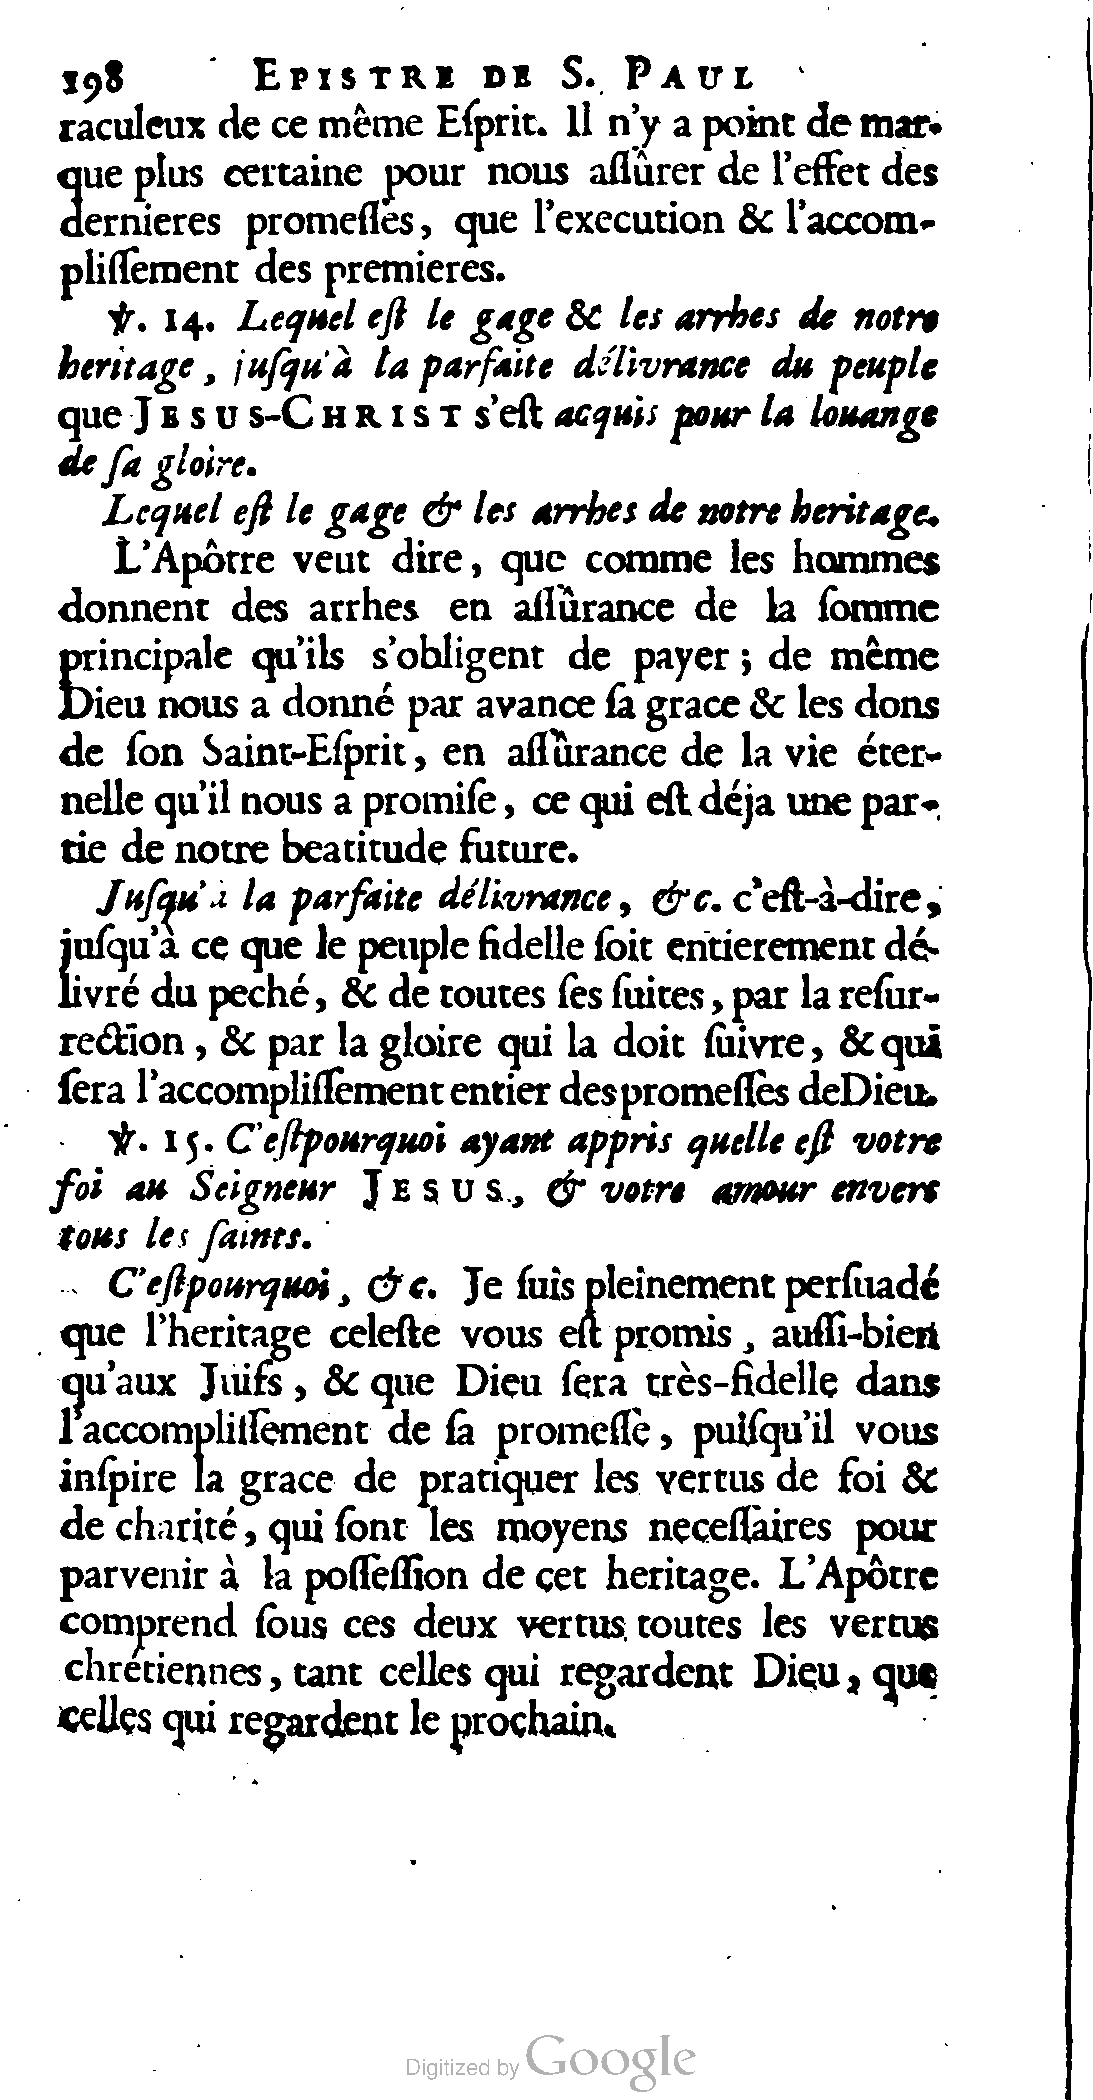 198 EPISTRE DE S. PAUL
raculeux de ce même Eſprit. Il n'y a point de mar-
que plus certaine pour nous aſſûrer de l'effet des
dernieres promeſſes, que l'execution & l'accom-
pliſſement des premieres.
℣. 14. Lequel eſt le gage & les arrhes de notre
heritage, juſqu'à la parfaite délivrance du peuple
que JESUS-CHRIST s'eſt acquis pour la louange
de ſa gloire.
Lequel eſt le gage & les arrhes de notre heritage.
L'Apôtre veut dire, que comme les hommes
donnent des arrhes en aſſûrance de la ſomme
principale qu'ils s'obligent de payer; de même
Dieu nous a donné par avance ſa grace & les dons
de ſon Saint-Eſprit, en aſſûrance de la vie éter-
nelle qu'il nous a promiſe, ce qui eſt déja une par-
tie de notre beatitude future.
Juſqu'à la parfaite délivrance, &c. c'eſt-à-dire,
juſqu'à ce que le peuple fidelle ſoit entierement dé-
livré du peché, & de toutes ſes ſuites, par la reſur-
rection, & par la gloire qui la doit ſuivre, & qui
ſera l'accompliſſement entier des promeſſes de Dieu.
℣. 15. C'eſtpourquoi ayant appris quelle eſt votre
foi au Seigneur JESUS, & votre amour envers
tous les ſaints.
C'eſtpourquoi, &c. Je ſuis pleinement perſuadé
que l'heritage celeſte vous eſt promis, auſſi-bien
qu'aux Juifs, & que Dieu ſera très-fidelle dans
l'accompliſſement de ſa promeſſe, puiſqu'il vous
inſpire la grace de pratiquer les vertus de foi &
de charité, qui ſont les moyens neceſſaires pour
parvenir à la poſſeſſion de cet heritage. L'Apôtre
comprend ſous ces deux vertus toutes les vertus
chrétiennes, tant celles qui regardent Dieu, que
celles qui regardent le prochain.
Digitized by Google